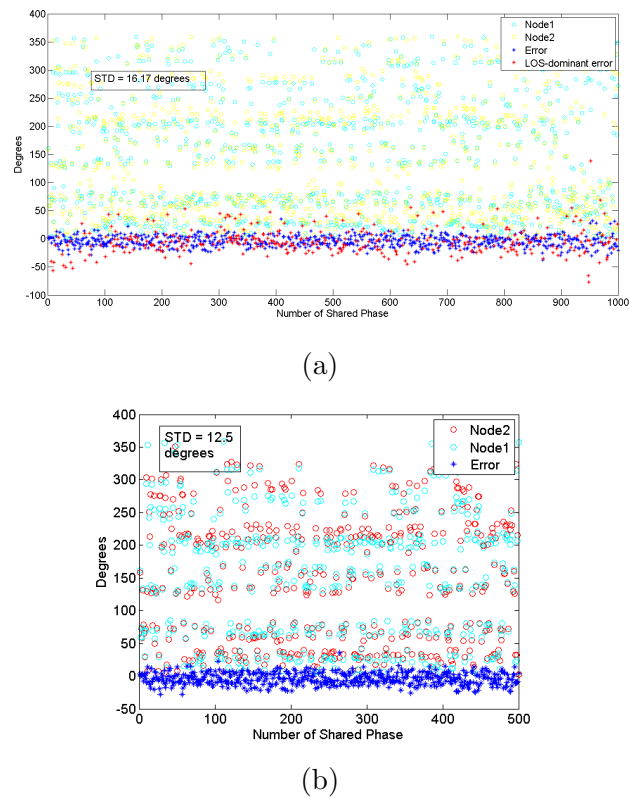 400
350
300
250
200
150
100
50
0
-50
-100
Degrees
STD = 16.17 degrees
Node1
Node2
Error
LOS-dominant error
0 100 200 300 400 500 600 700 800 900 1000
Number of Shared Phase
(a)
400
350
300
250
200
150
100
50
0
-50
Degrees
STD = 12.5
degrees
Node2
Node1
Error
0 100 200 300 400 500
Number of Shared Phase
(b)